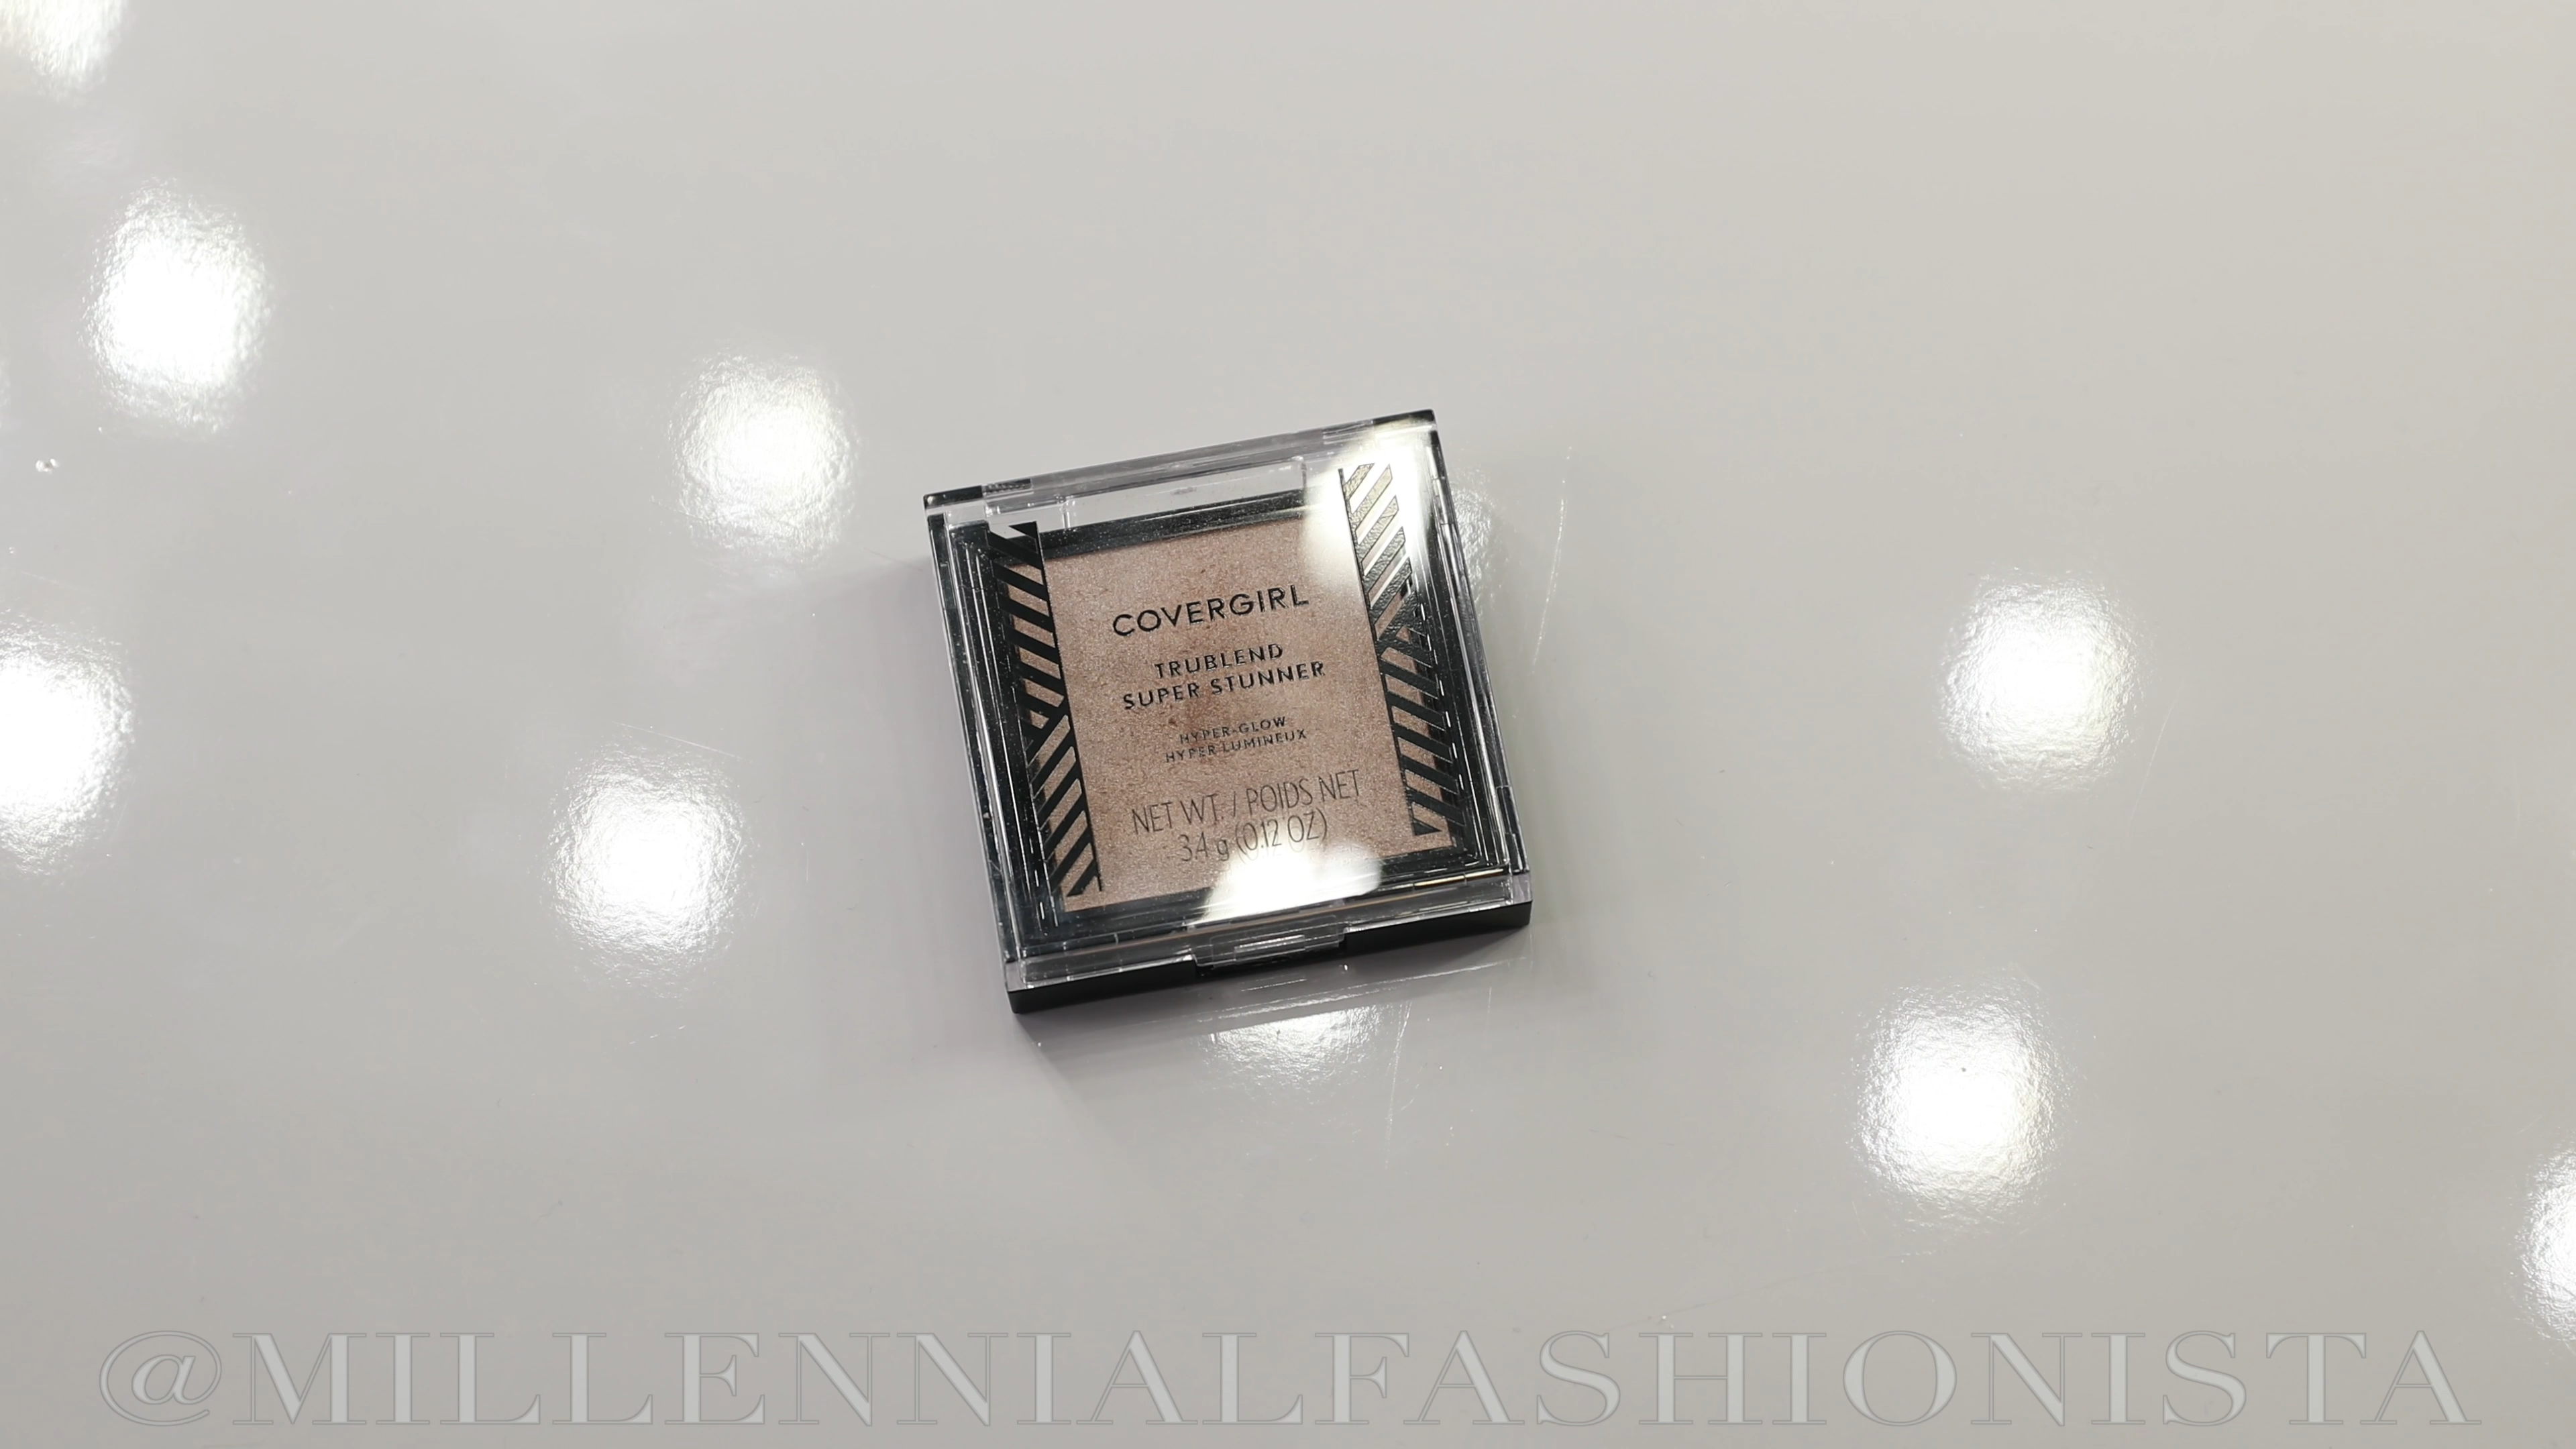 COVERGIRL
TRUBLEND
SUPER STUNNER
HYPER-GLOW
HYPER LUMINEUX
NET WT. / POIDS NET
3.4 g (0.12 OZ)
@MILLENNIALFASHIONISTA